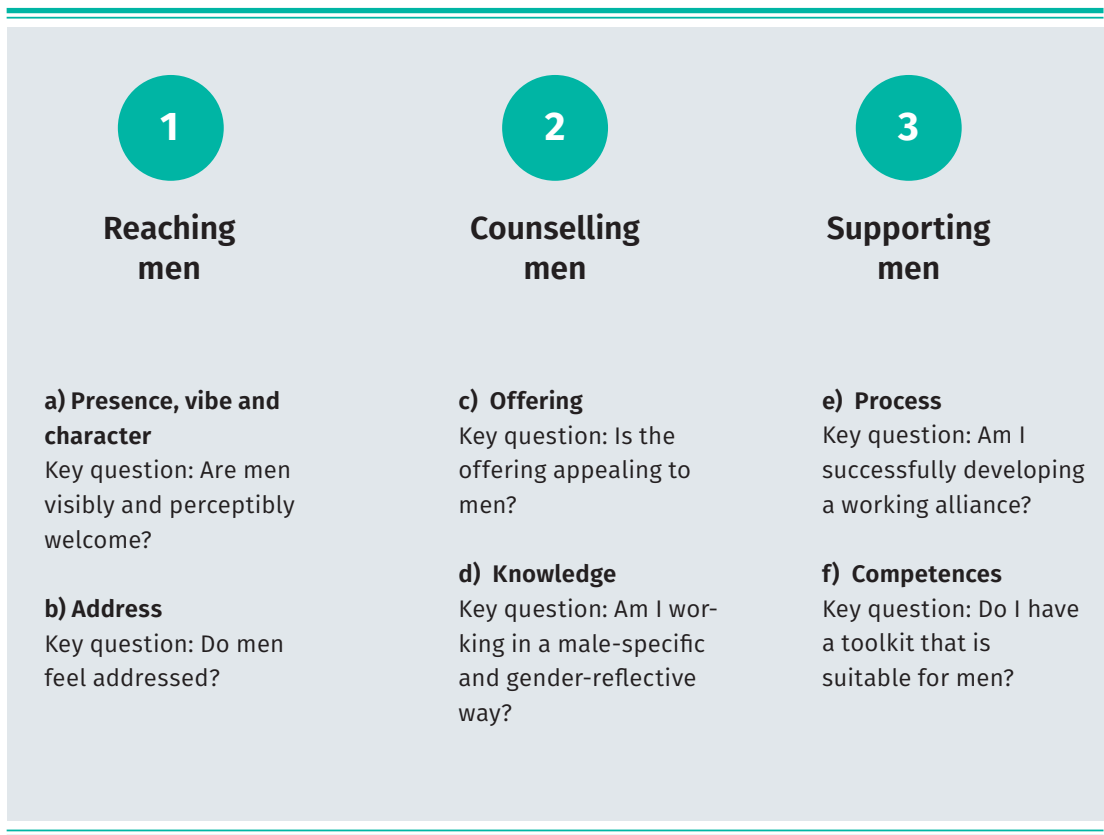 1
Reaching
men
a) Presence, vibe and
character
Key question: Are men
visibly and perceptibly
welcome?
b) Address
Key question: Do men
feel addressed?
2
Counselling
men
c) Offering
Key question: Is the
offering appealing to
men?
d) Knowledge
Key question: Am I wor-
king in a male-specific
and gender-reflective
way?
3
Supporting
men
e) Process
Key question: Am I
successfully developing
a working alliance?
f) Competences
Key question: Do I have
a toolkit that is
suitable for men?